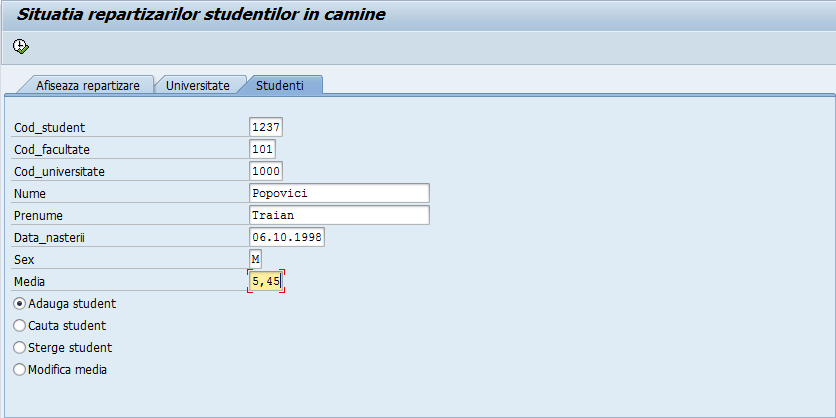 Situatia repartizarilor studentilor in camine
Afiseaza repartizare Universitate Studenti
Cod_student 1237
Cod_facultate 101
Cod_universitate 1000
Nume Popovici
Prenume Traian
Data_nasterii 06.10.1998
Sex M
Media 5,45
Adauga student
Cauta student
Sterge student
Modifica media